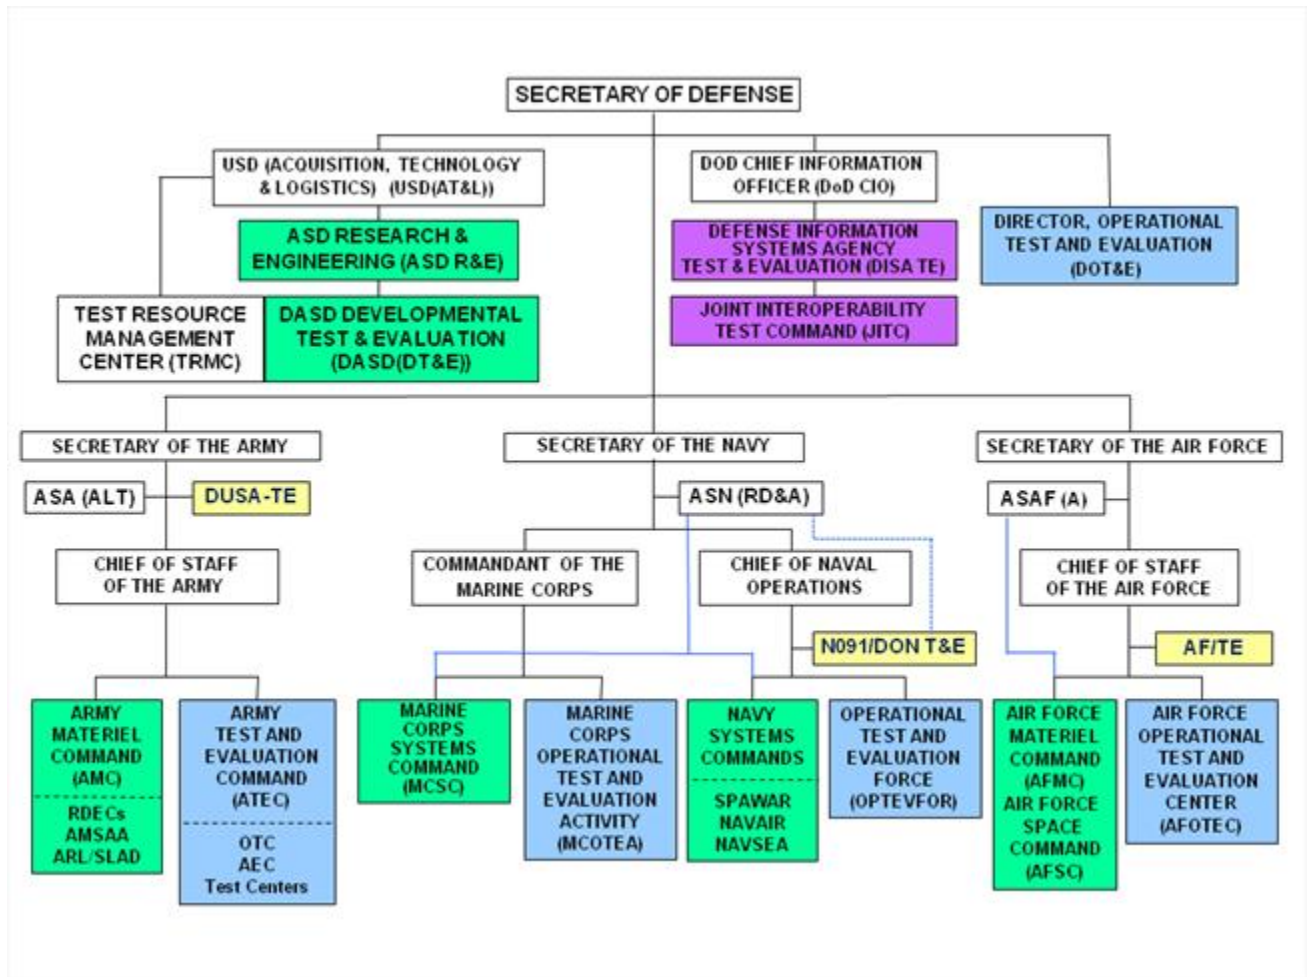 SECRETARY OF DEFENSE
USD (ACQUISITION, TECHNOLOGY
& LOGISTICS) (USD(AT&L))
DOD CHIEF INFORMATION
OFFICER (DoD CIO)
ASD RESEARCH &
ENGINEERING (ASD R&E)
DEFENSE INFORMATION
SYSTEMS AGENCY
TEST & EVALUATION (DISA TE)
DIRECTOR, OPERATIONAL
TEST AND EVALUATION
(DOT&E)
TEST RESOURCE
MANAGEMENT
CENTER (TRMC)
DASD DEVELOPMENTAL
TEST & EVALUATION
(DASD(DT&E))
JOINT INTEROPERABILITY
TEST COMMAND (JITC)
SECRETARY OF THE ARMY
SECRETARY OF THE NAVY
SECRETARY OF THE AIR FORCE
ASA (ALT)
DUSA-TE
ASN (RD&A)
ASAF (A)
CHIEF OF STAFF
OF THE ARMY
COMMANDANT OF THE
MARINE CORPS
CHIEF OF NAVAL
OPERATIONS
CHIEF OF STAFF
OF THE AIR FORCE
N091/DON T&E
AF/TE
ARMY
MATERIEL
COMMAND
(AMC)
RDECs
AMSAA
ARL/SLAD
ARMY
TEST AND
EVALUATION
COMMAND
(ATEC)
OTC
AEC
Test Centers
MARINE
CORPS
SYSTEMS
COMMAND
(MCSC)
MARINE
CORPS
OPERATIONAL
TEST AND
EVALUATION
ACTIVITY
(MCOTEA)
NAVY
SYSTEMS
COMMANDS
SPAWAR
NAVAIR
NAVSEA
OPERATIONAL
TEST AND
EVALUATION
FORCE
(OPTEVFOR)
AIR FORCE
MATERIEL
COMMAND
(AFMC)
AIR FORCE
SPACE
COMMAND
(AFSC)
AIR FORCE
OPERATIONAL
TEST AND
EVALUATION
CENTER
(AFOTEC)